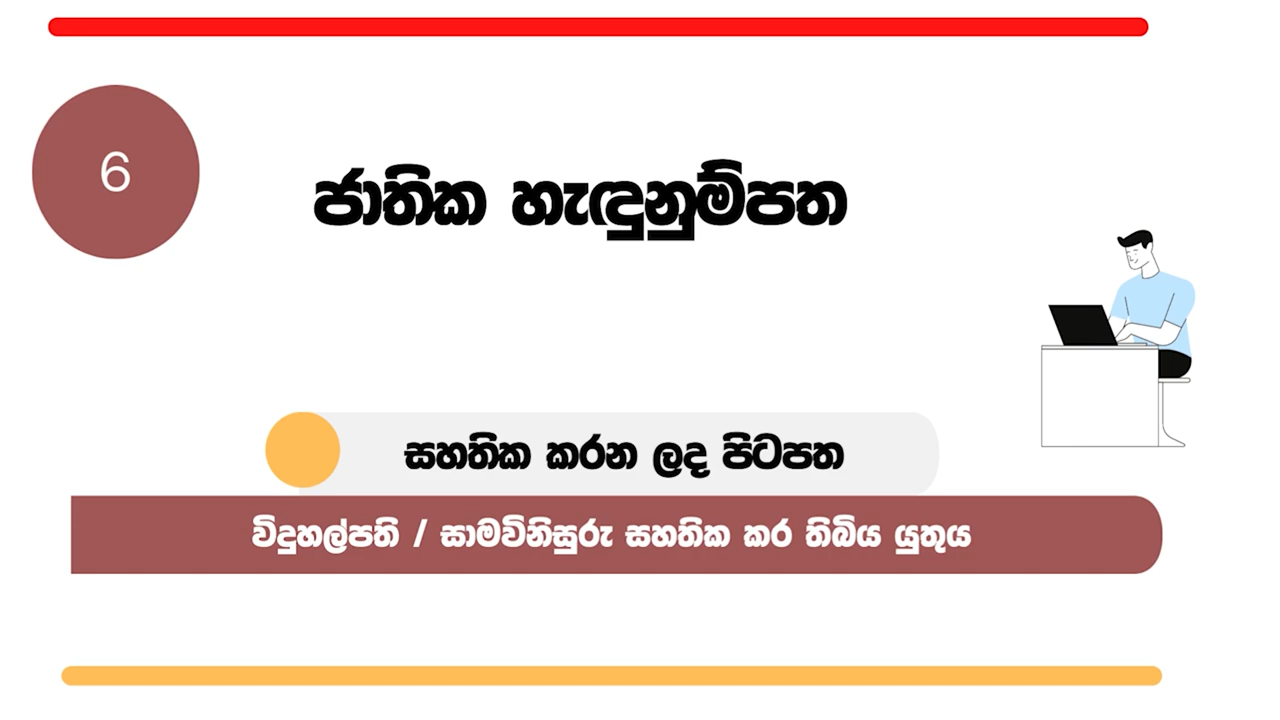 6
ජාතික හැඳුනුම්පත
සහතික කරන ලද පිටපත
විදුහල්පති / සාමවිනිසුරු සහතික කර තිබිය යුතුය